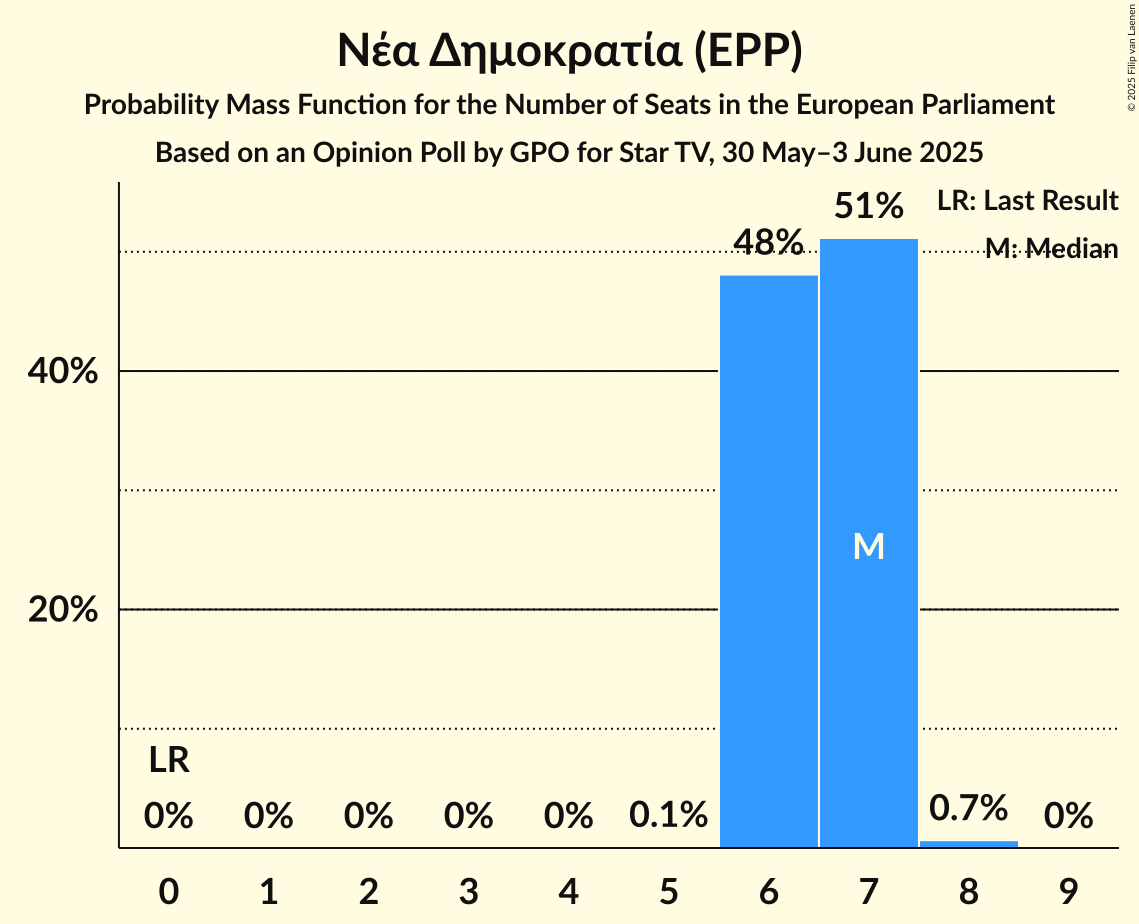 Νέα Δημοκρατία (EPP)
Probability Mass Function for the Number of Seats in the European Parliament
Based on an Opinion Poll by GPO for Star TV, 30 May–3 June 2025
© 2025 Filip van Laenen
LR: Last Result
M: Median
51%
48%
40%
20%
M
LR
0% 0% 0% 0% 0% 0.1% 0.7% 0%
0 1 2 3 4 5 6 7 8 9